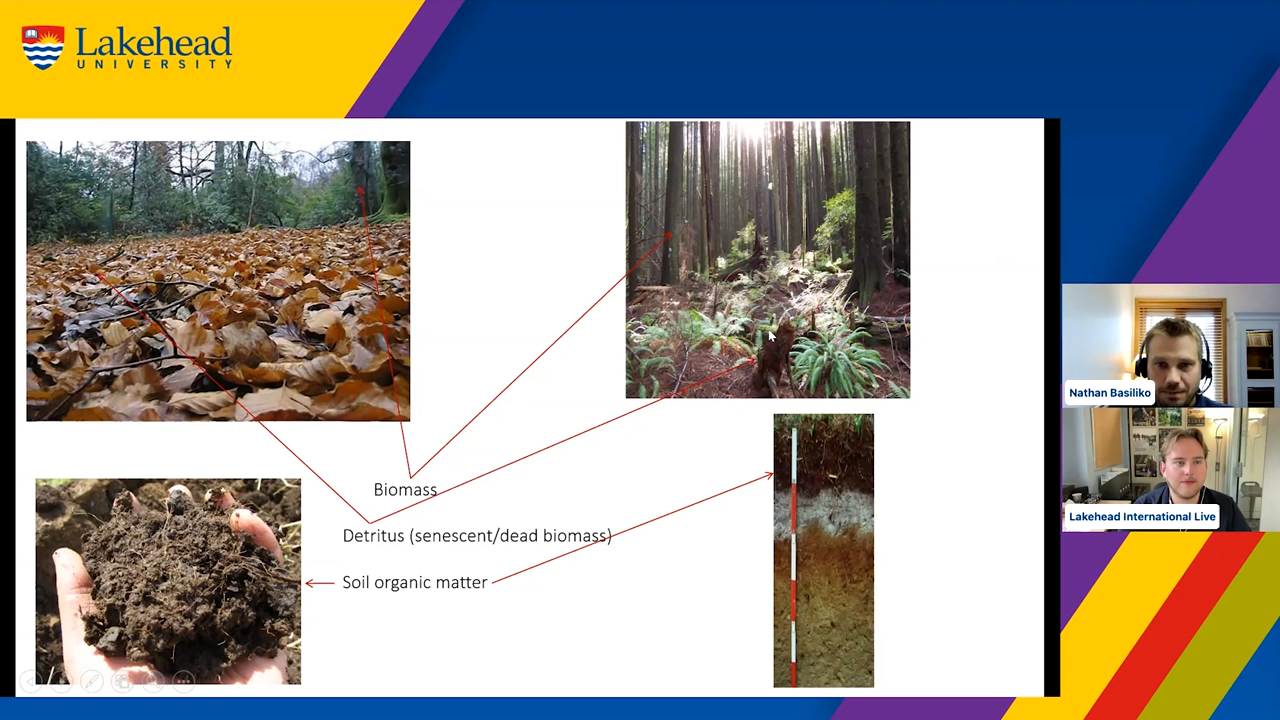 Lakehead
UNIVERSITY
Biomass
Detritus (senescent/dead biomass)
Soil organic matter
Nathan Basiliko
Lakehead International Live